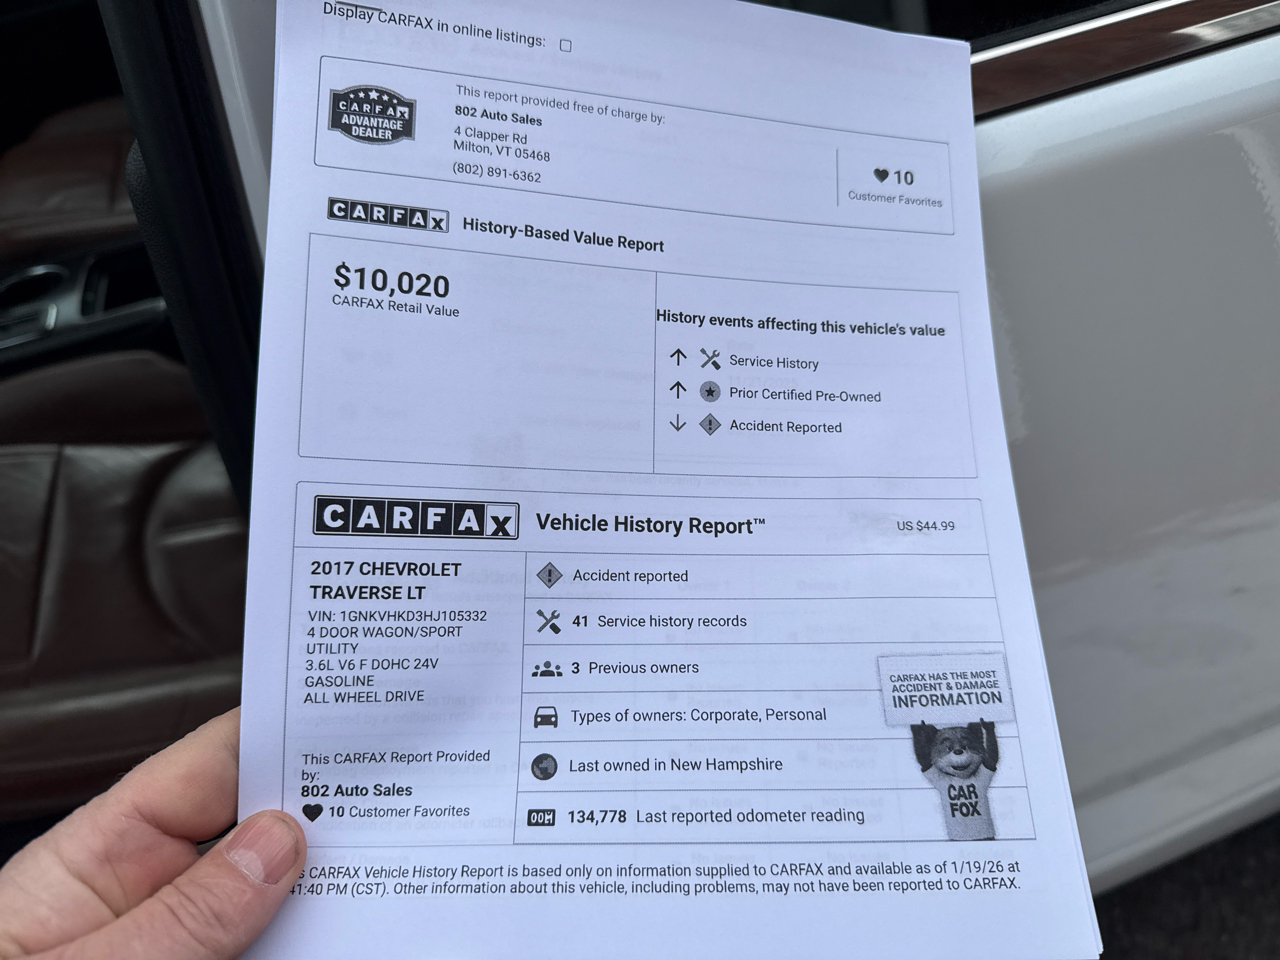 Display CARFAX in online listings:
CARFAX
ADVANTAGE
DEALER
This report provided free of charge by:
802 Auto Sales
4 Clapper Rd
Milton, VT 05468
(802) 891-6362
10
Customer Favorites
CARFAX History-Based Value Report
$10,020
CARFAX Retail Value
History events affecting this vehicle's value
Service History
Prior Certified Pre-Owned
Accident Reported
CARFAX Vehicle History Report™ US $44.99
2017 CHEVROLET
TRAVERSE LT
VIN: 1GNKVHKD3HJ105332
4 DOOR WAGON/SPORT
UTILITY
3.6L V6 F DOHC 24V
GASOLINE
ALL WHEEL DRIVE
This CARFAX Report Provided
by:
802 Auto Sales
10 Customer Favorites
Accident reported
41 Service history records
3 Previous owners
Types of owners: Corporate, Personal
Last owned in New Hampshire
134,778 Last reported odometer reading
CARFAX HAS THE MOST
ACCIDENT & DAMAGE
INFORMATION
CAR
FOX
CARFAX Vehicle History Report is based only on information supplied to CARFAX and available as of 1/19/26 at
41:40 PM (CST). Other information about this vehicle, including problems, may not have been reported to CARFAX.